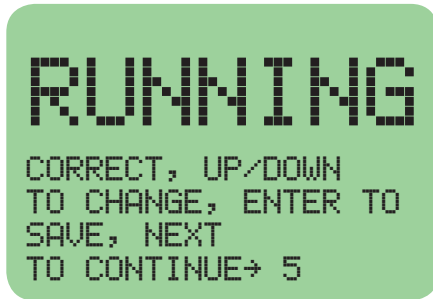 RUNNING
CORRECT, UP/DOWN
TO CHANGE, ENTER TO
SAVE, NEXT
TO CONTINUE→ 5